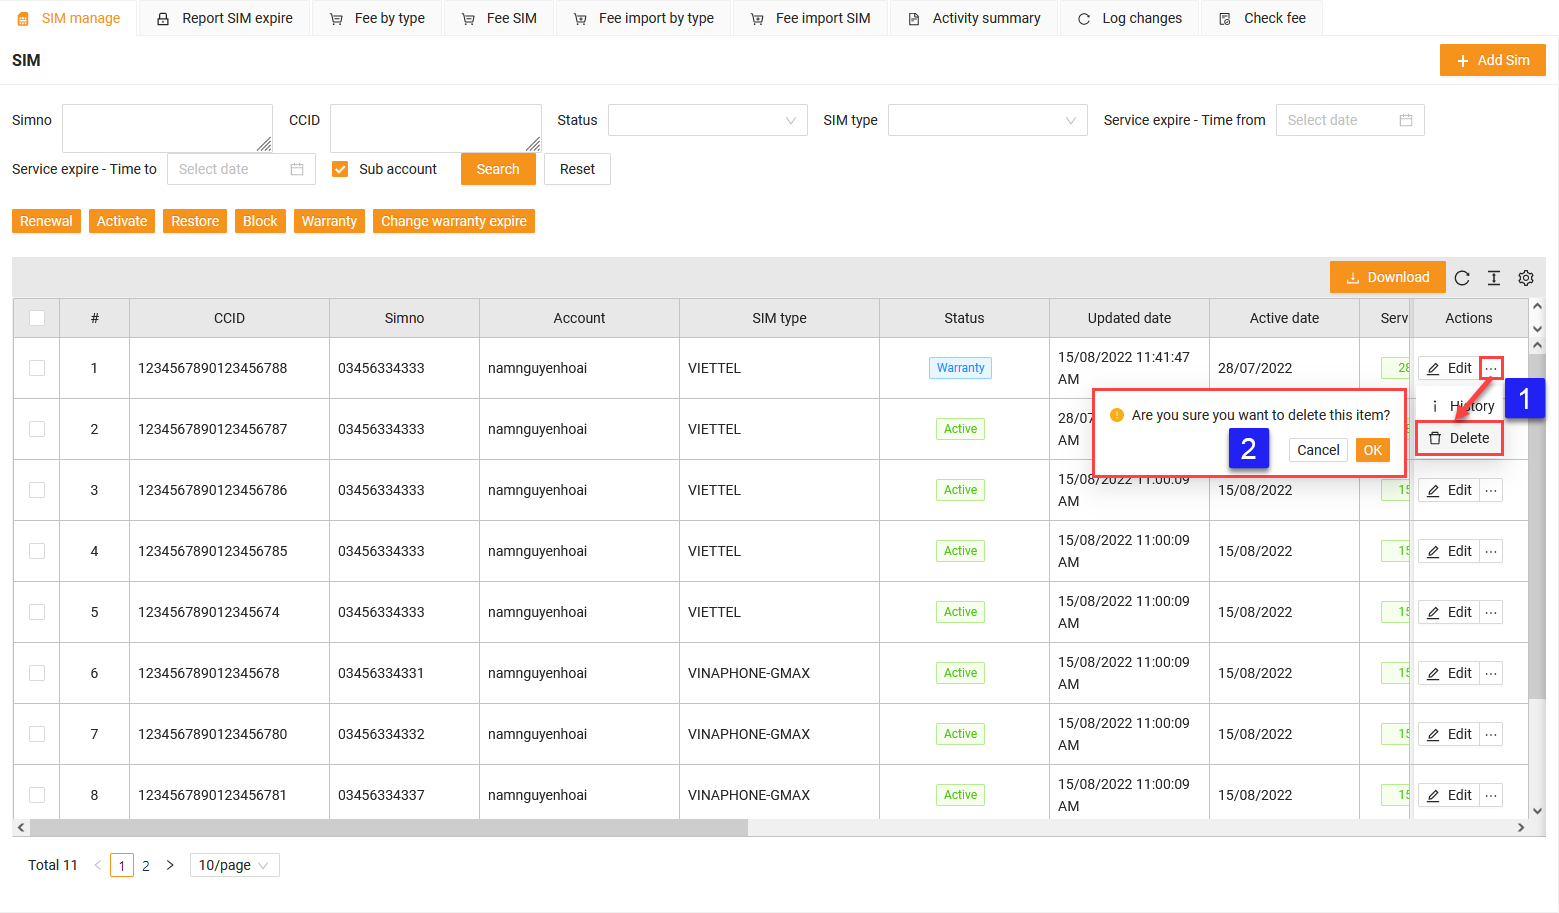 SIM manage Report SIM expire Fee by type Fee SIM Fee import by type Fee import SIM Activity summary Log changes Check fee
SIM
+ Add Sim
Simno CCID Status SIM type Service expire - Time from Select date
Service expire - Time to Select date Sub account Search Reset
Renewal Activate Restore Block Warranty Change warranty expire
Download
# CCID Simno Account SIM type Status Updated date Active date Serv Actions
1 1234567890123456788 03456334333 namnguyenhoai VIETTEL Warranty 15/08/2022 11:41:47 AM 28/07/2022 28 Edit ...
1
History
Delete
2 1234567890123456787 03456334333 namnguyenhoai VIETTEL Active 28/07 AM
Are you sure you want to delete this item?
2
Cancel OK
3 1234567890123456786 03456334333 namnguyenhoai VIETTEL Active 15/08/2022 11:00:09 AM 15/08/2022 15 Edit ...
4 1234567890123456785 03456334333 namnguyenhoai VIETTEL Active 15/08/2022 11:00:09 AM 15/08/2022 15 Edit ...
5 123456789012345674 03456334333 namnguyenhoai VIETTEL Active 15/08/2022 11:00:09 AM 15/08/2022 15 Edit ...
6 123456789012345678 03456334331 namnguyenhoai VINAPHONE-GMAX Active 15/08/2022 11:00:09 AM 15/08/2022 15 Edit ...
7 1234567890123456780 03456334332 namnguyenhoai VINAPHONE-GMAX Active 15/08/2022 11:00:09 AM 15/08/2022 15 Edit ...
8 1234567890123456781 03456334337 namnguyenhoai VINAPHONE-GMAX Active 15/08/2022 11:00:09 AM 15/08/2022 15 Edit ...
Total 11 < 1 2 > 10/page